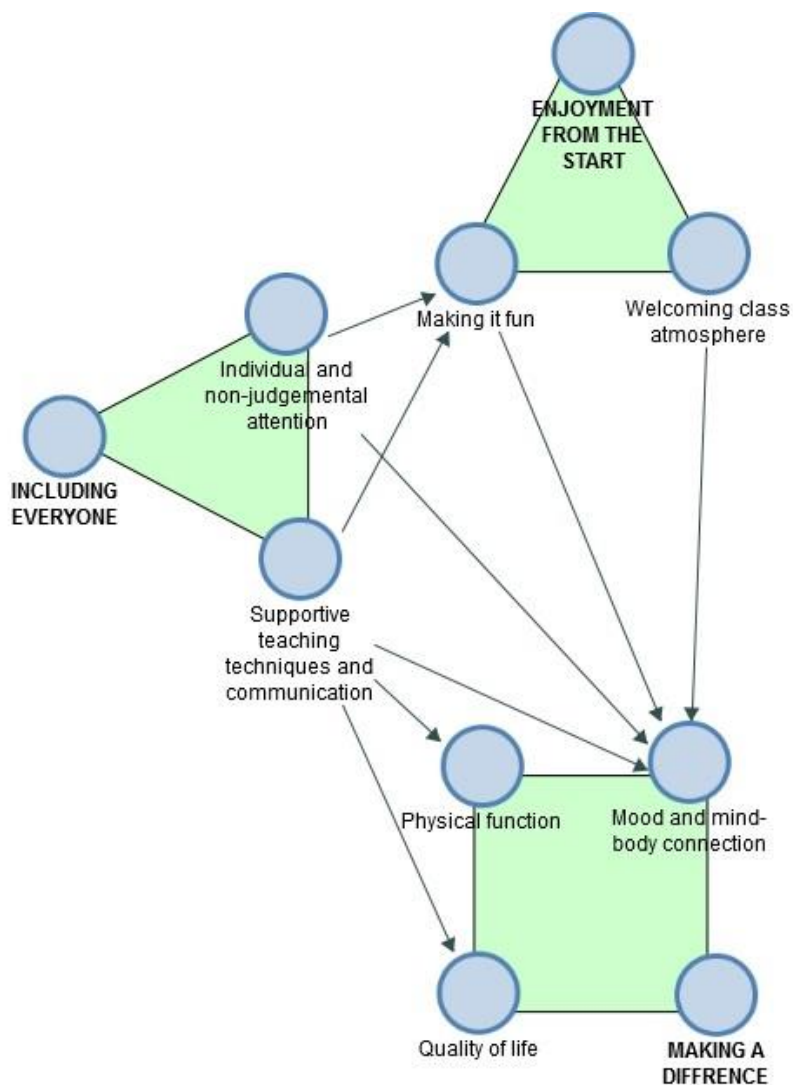 ENJOYMENT
FROM THE
START
Making it fun
Welcoming class
atmosphere
Individual and
non-judgemental
attention
INCLUDING
EVERYONE
Supportive
teaching
techniques and
communication
Physical function
Mood and mind-
body connection
Quality of life
MAKING A
DIFFRENCE